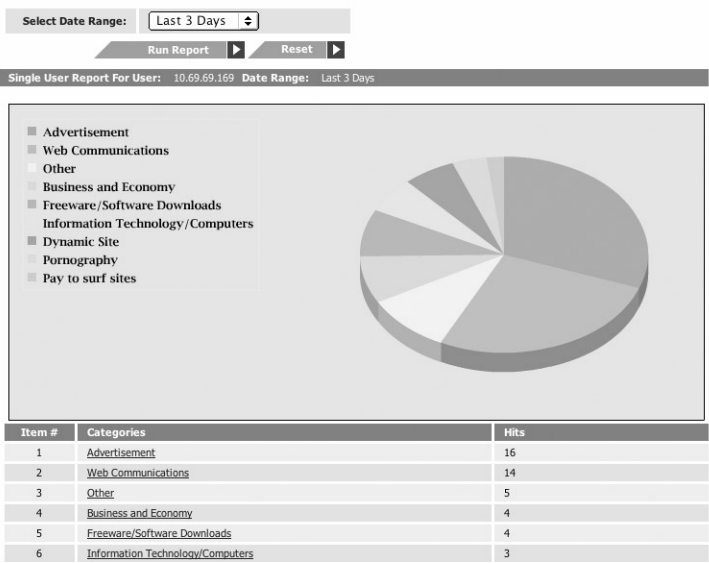 Select Date Range: Last 3 Days
Run Report Reset
Single User Report For User: 10.69.69.169 Date Range: Last 3 Days
Advertisement
Web Communications
Other
Business and Economy
Freeware/Software Downloads
Information Technology/Computers
Dynamic Site
Pornography
Pay to surf sites
Item # Categories Hits
1 Advertisement 16
2 Web Communications 14
3 Other 5
4 Business and Economy 4
5 Freeware/Software Downloads 4
6 Information Technology/Computers 3